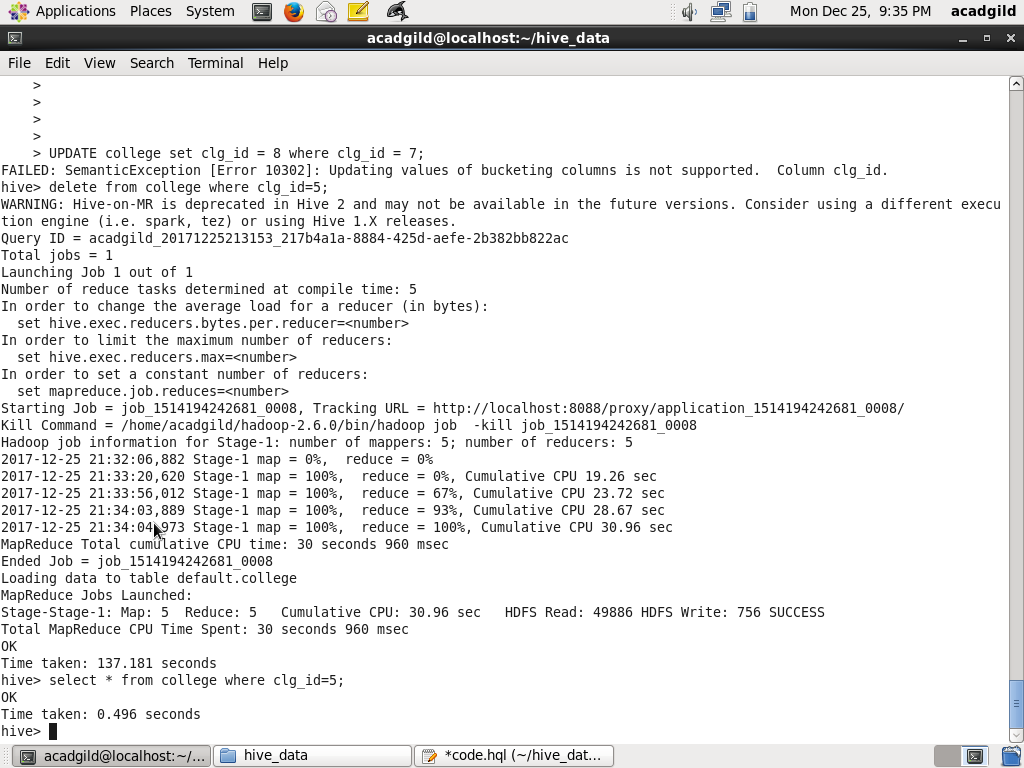 Applications Places System Mon Dec 25, 9:35 PM acadgild
acadgild@localhost:~/hive_data
File Edit View Search Terminal Help
    >
    >
    >
    >
    > UPDATE college set clg_id = 8 where clg_id = 7;
FAILED: SemanticException [Error 10302]: Updating values of bucketing columns is not supported.  Column clg_id.
hive> delete from college where clg_id=5;
WARNING: Hive-on-MR is deprecated in Hive 2 and may not be available in the future versions. Consider using a different execu
tion engine (i.e. spark, tez) or using Hive 1.X releases.
Query ID = acadgild_20171225213153_217b4a1a-8884-425d-aefe-2b382bb822ac
Total jobs = 1
Launching Job 1 out of 1
Number of reduce tasks determined at compile time: 5
In order to change the average load for a reducer (in bytes):
  set hive.exec.reducers.bytes.per.reducer=<number>
In order to limit the maximum number of reducers:
  set hive.exec.reducers.max=<number>
In order to set a constant number of reducers:
  set mapreduce.job.reduces=<number>
Starting Job = job_1514194242681_0008, Tracking URL = http://localhost:8088/proxy/application_1514194242681_0008/
Kill Command = /home/acadgild/hadoop-2.6.0/bin/hadoop job  -kill job_1514194242681_0008
Hadoop job information for Stage-1: number of mappers: 5; number of reducers: 5
2017-12-25 21:32:06,882 Stage-1 map = 0%,  reduce = 0%
2017-12-25 21:33:20,620 Stage-1 map = 100%,  reduce = 0%, Cumulative CPU 19.26 sec
2017-12-25 21:33:56,012 Stage-1 map = 100%,  reduce = 67%, Cumulative CPU 23.72 sec
2017-12-25 21:34:03,889 Stage-1 map = 100%,  reduce = 93%, Cumulative CPU 28.67 sec
2017-12-25 21:34:04,973 Stage-1 map = 100%,  reduce = 100%, Cumulative CPU 30.96 sec
MapReduce Total cumulative CPU time: 30 seconds 960 msec
Ended Job = job_1514194242681_0008
Loading data to table default.college
MapReduce Jobs Launched:
Stage-Stage-1: Map: 5  Reduce: 5   Cumulative CPU: 30.96 sec   HDFS Read: 49886 HDFS Write: 756 SUCCESS
Total MapReduce CPU Time Spent: 30 seconds 960 msec
OK
Time taken: 137.181 seconds
hive> select * from college where clg_id=5;
OK
Time taken: 0.496 seconds
hive>
acadgild@localhost:~/... hive_data *code.hql (~/hive_dat...